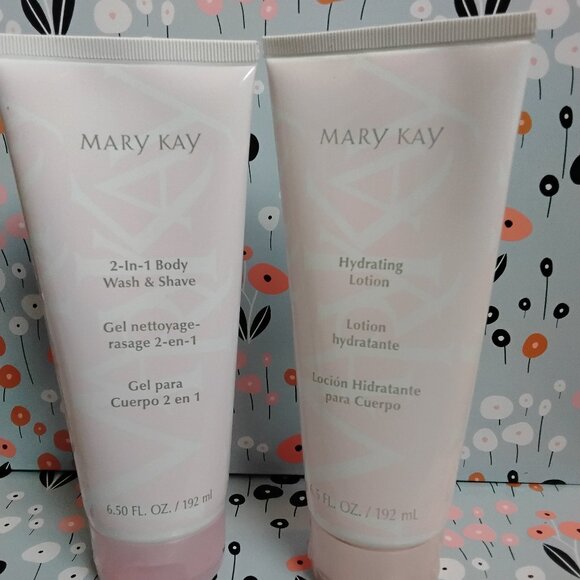 MARY KAY
2-In-1 Body
Wash & Shave
Gel nettoyage-
rasage 2-en-1
Gel para
Cuerpo 2 en 1
6.50 FL. OZ. / 192 ml
MARY KAY
Hydrating
Lotion
Lotion
hydratante
Loción Hidratante
para Cuerpo
FL. OZ. / 192 mL